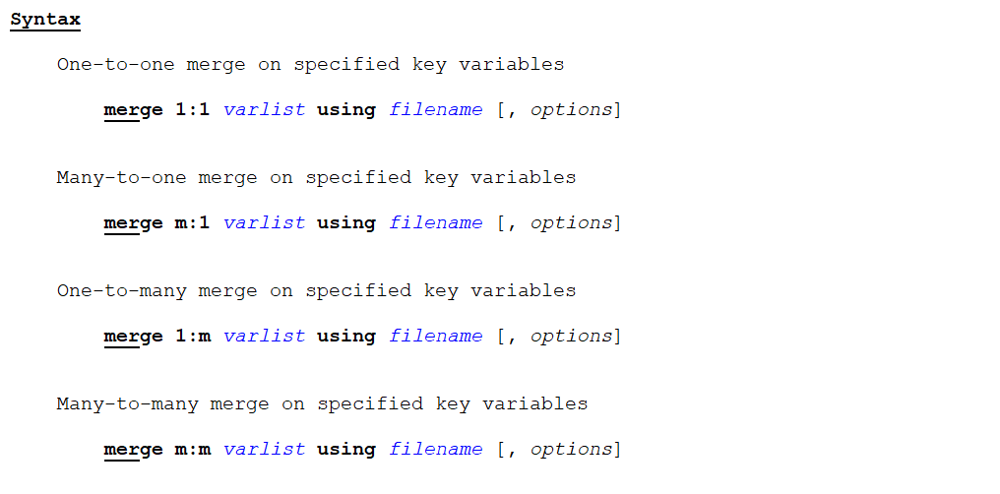 Syntax
One-to-one merge on specified key variables
merge 1:1 varlist using filename [, options]
Many-to-one merge on specified key variables
merge m:1 varlist using filename [, options]
One-to-many merge on specified key variables
merge 1:m varlist using filename [, options]
Many-to-many merge on specified key variables
merge m:m varlist using filename [, options]